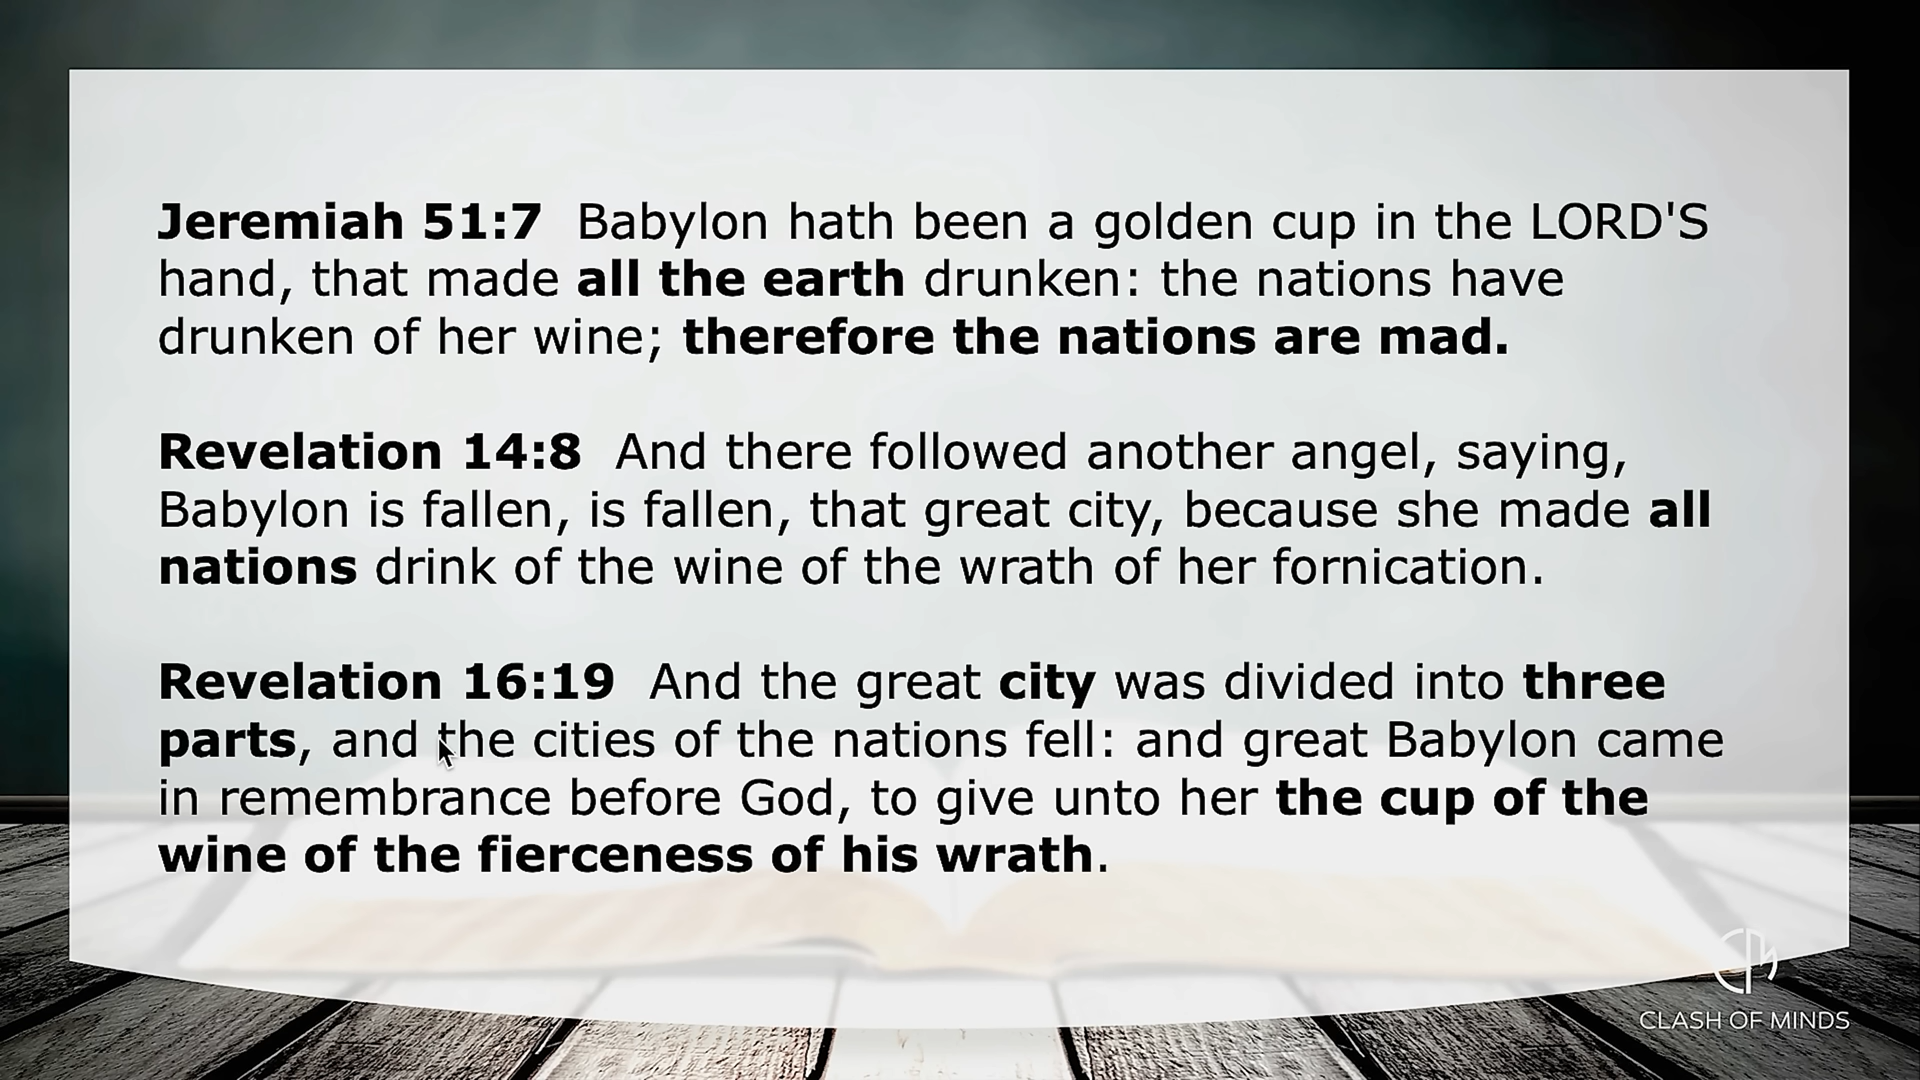 Jeremiah 51:7  Babylon hath been a golden cup in the LORD'S
hand, that made all the earth drunken: the nations have
drunken of her wine; therefore the nations are mad.
Revelation 14:8  And there followed another angel, saying,
Babylon is fallen, is fallen, that great city, because she made all
nations drink of the wine of the wrath of her fornication.
Revelation 16:19  And the great city was divided into three
parts, and the cities of the nations fell: and great Babylon came
in remembrance before God, to give unto her the cup of the
wine of the fierceness of his wrath.
CLASH OF MINDS